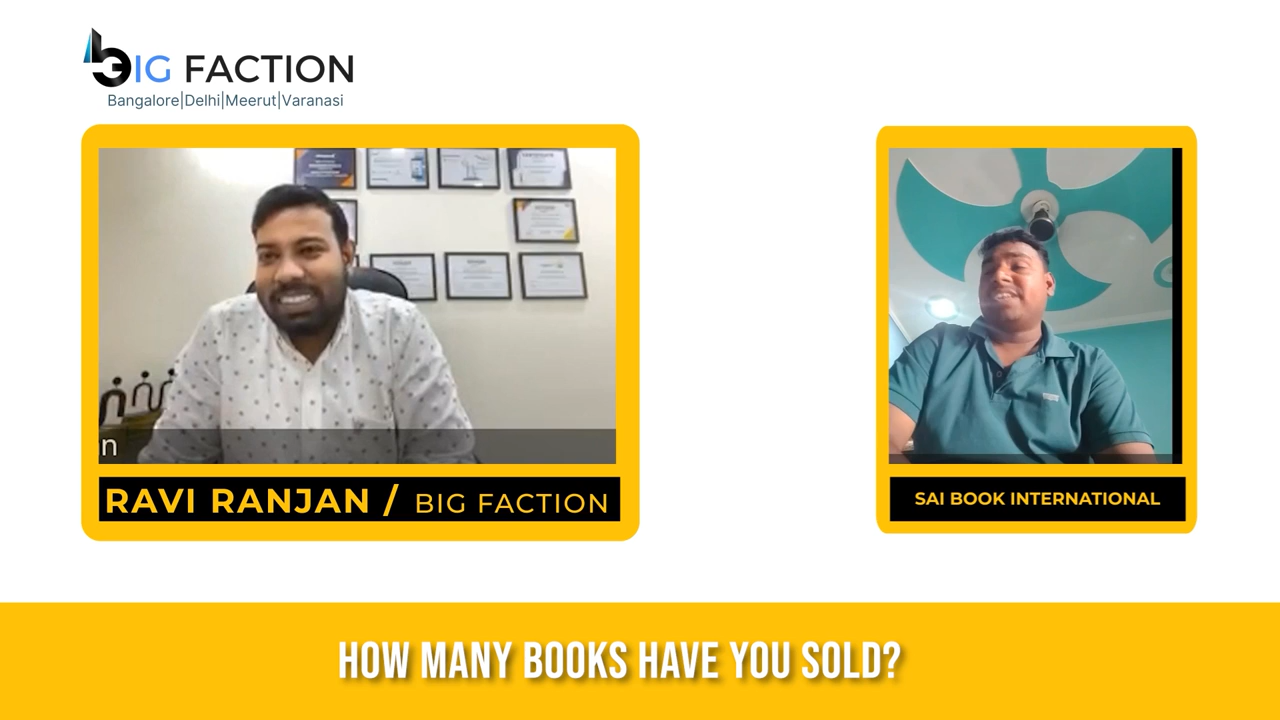 BIG FACTION
Bangalore|Delhi|Meerut|Varanasi
n
RAVI RANJAN / BIG FACTION
SAI BOOK INTERNATIONAL
HOW MANY BOOKS HAVE YOU SOLD?